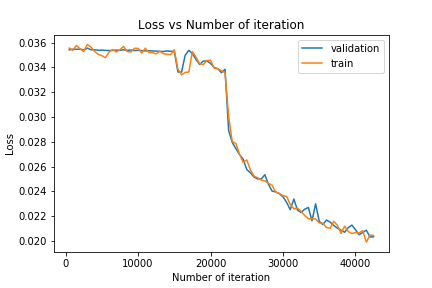 Loss vs Number of iteration
validation
train
Loss
0.036
0.034
0.032
0.030
0.028
0.026
0.024
0.022
0.020
0
10000
20000
30000
40000
Number of iteration